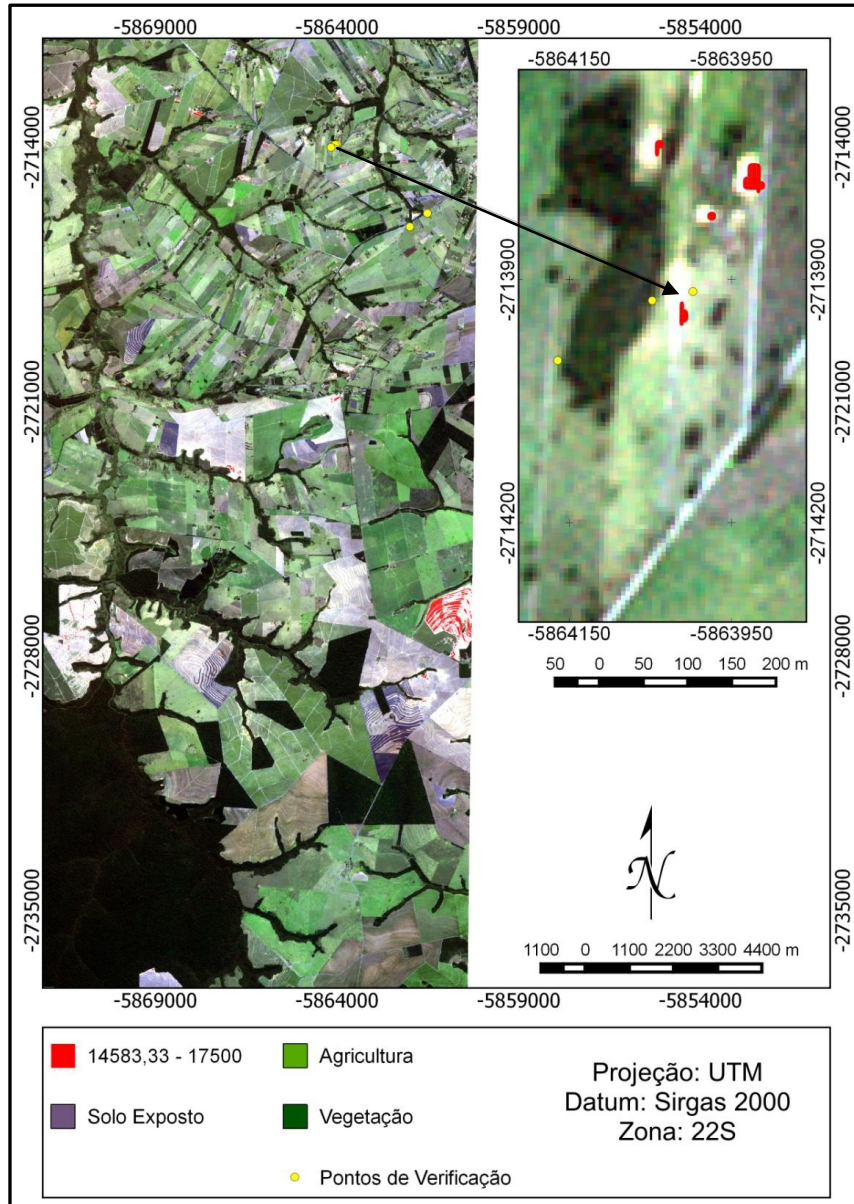 -5869000 -5864000 -5859000 -5854000
-5864150 -5863950
-2714000
-2721000
-2728000
-2735000
-2713900
-2714200
-2713900
-2714200
-2714000
-2721000
-2728000
-2735000
-5864150 -5863950
50 0 50 100 150 200 m
N
1100 0 1100 2200 3300 4400 m
-5869000 -5864000 -5859000 -5854000
14583,33 - 17500
Agricultura
Solo Exposto
Vegetação
Pontos de Verificação
Projeção: UTM
Datum: Sirgas 2000
Zona: 22S